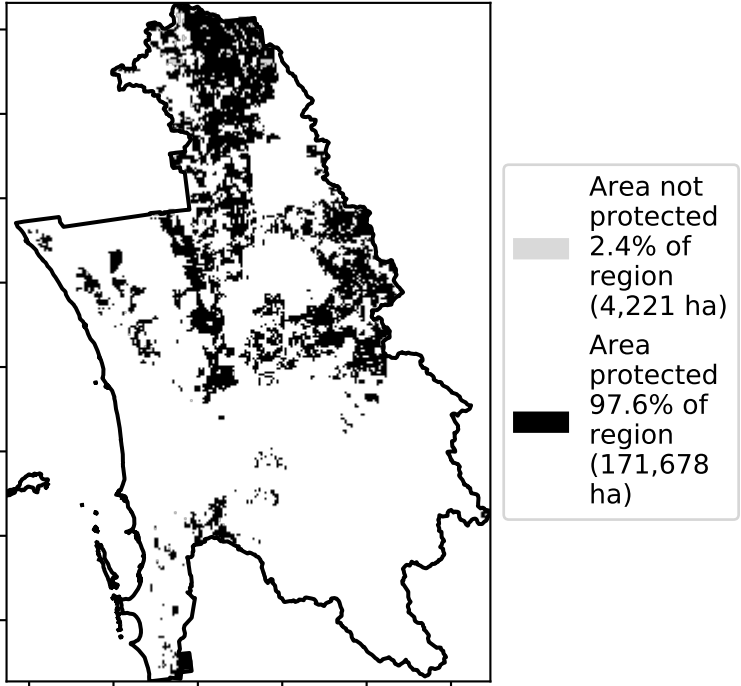 Area not
protected
2.4% of
region
(4,221 ha)
Area
protected
97.6% of
region
(171,678
ha)